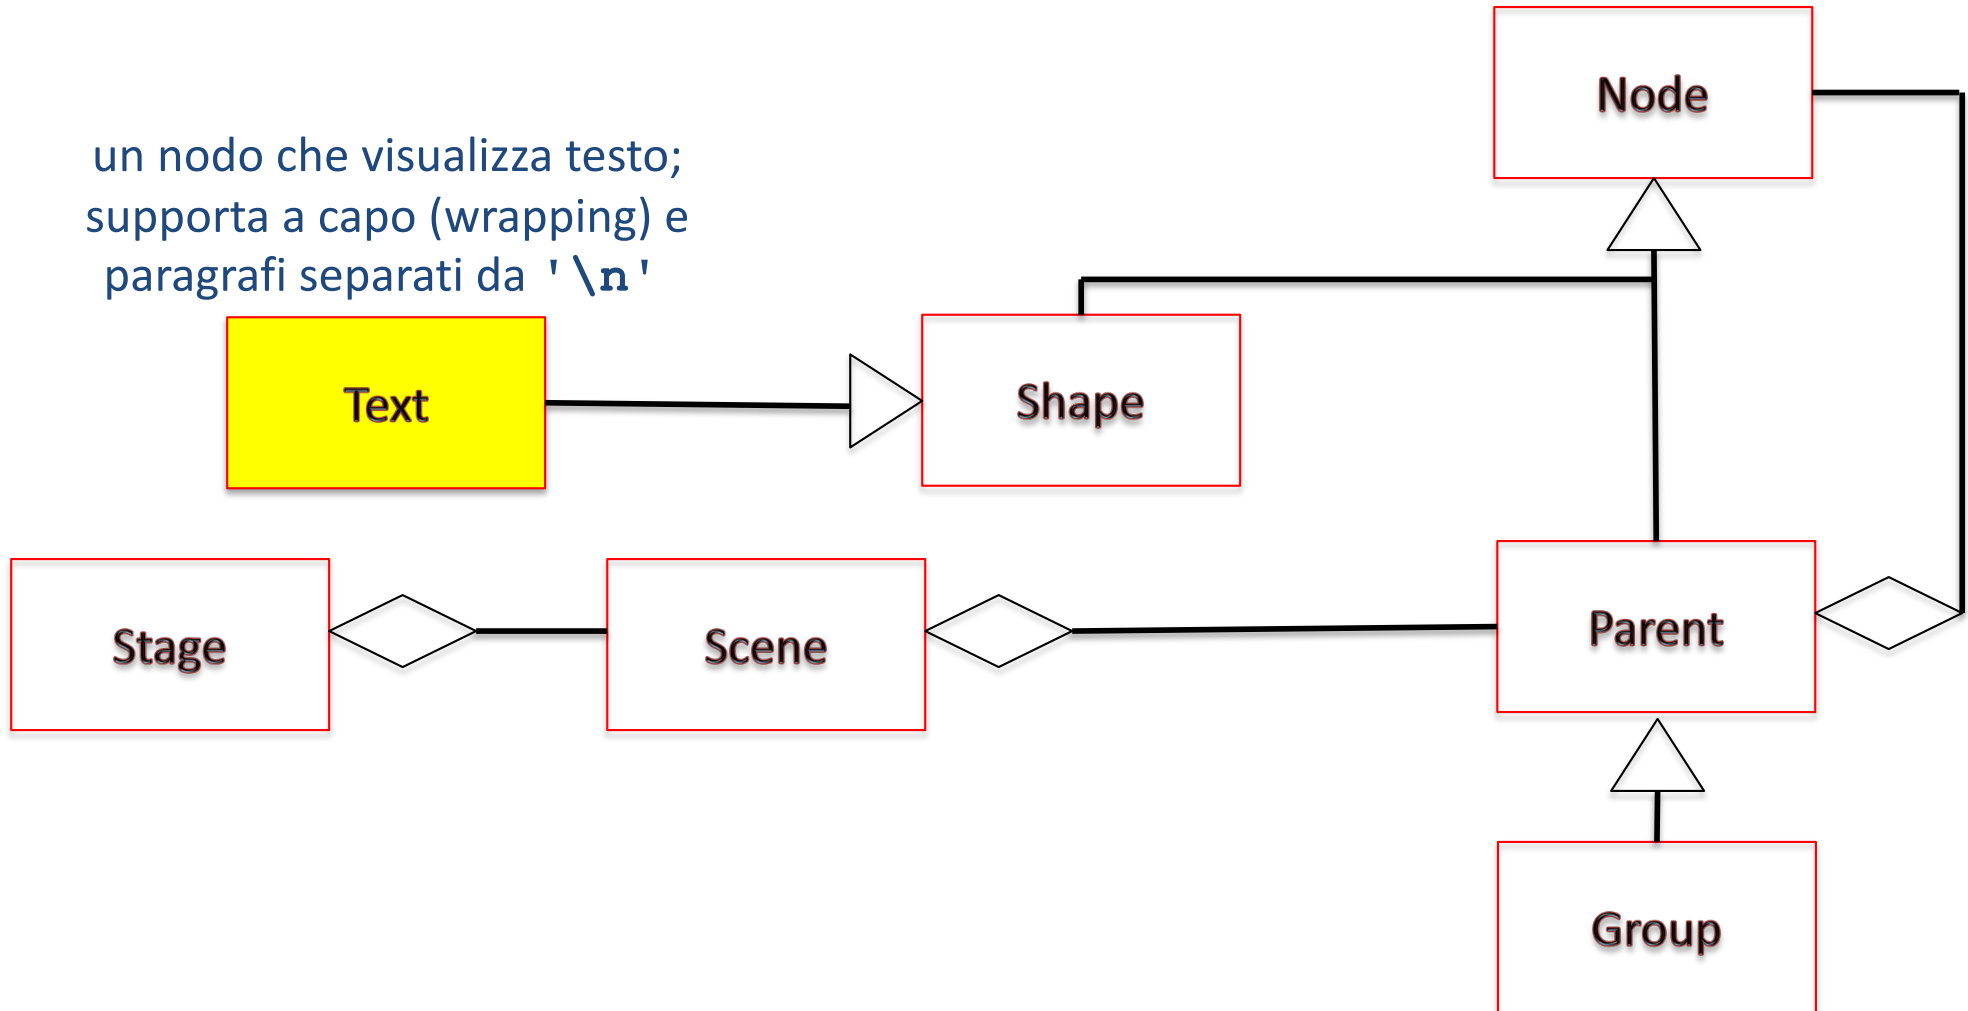 Node
un nodo che visualizza testo;
supporta a capo (wrapping) e
paragrafi separati da '\n'
Text
Shape
Stage
Scene
Parent
Group